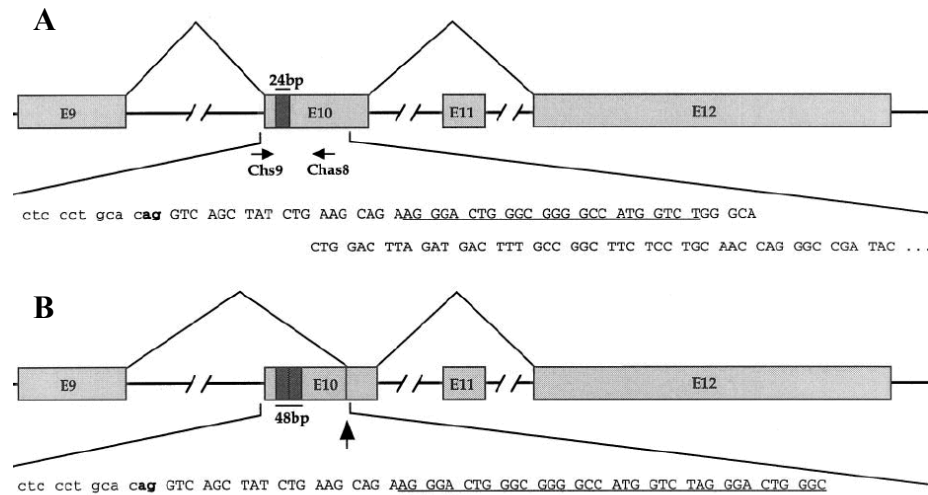 A
24bp
E9 E10 E11 E12
Chs9 Chas8
ctc cct gca cag GTC AGC TAT CTG AAG CAG AAG GGA CTG GGC GGG GCC ATG GTC TGG GCA
CTG GAC TTA GAT GAC TTT GCC GGC TTC TCC TGC AAC CAG GGC CGA TAC ...
B
E9 E10 E11 E12
48bp
ctc cct gca cag GTC AGC TAT CTG AAG CAG AAG GGA CTG GGC GGG GCC ATG GTC TAG GGA CTG GGC